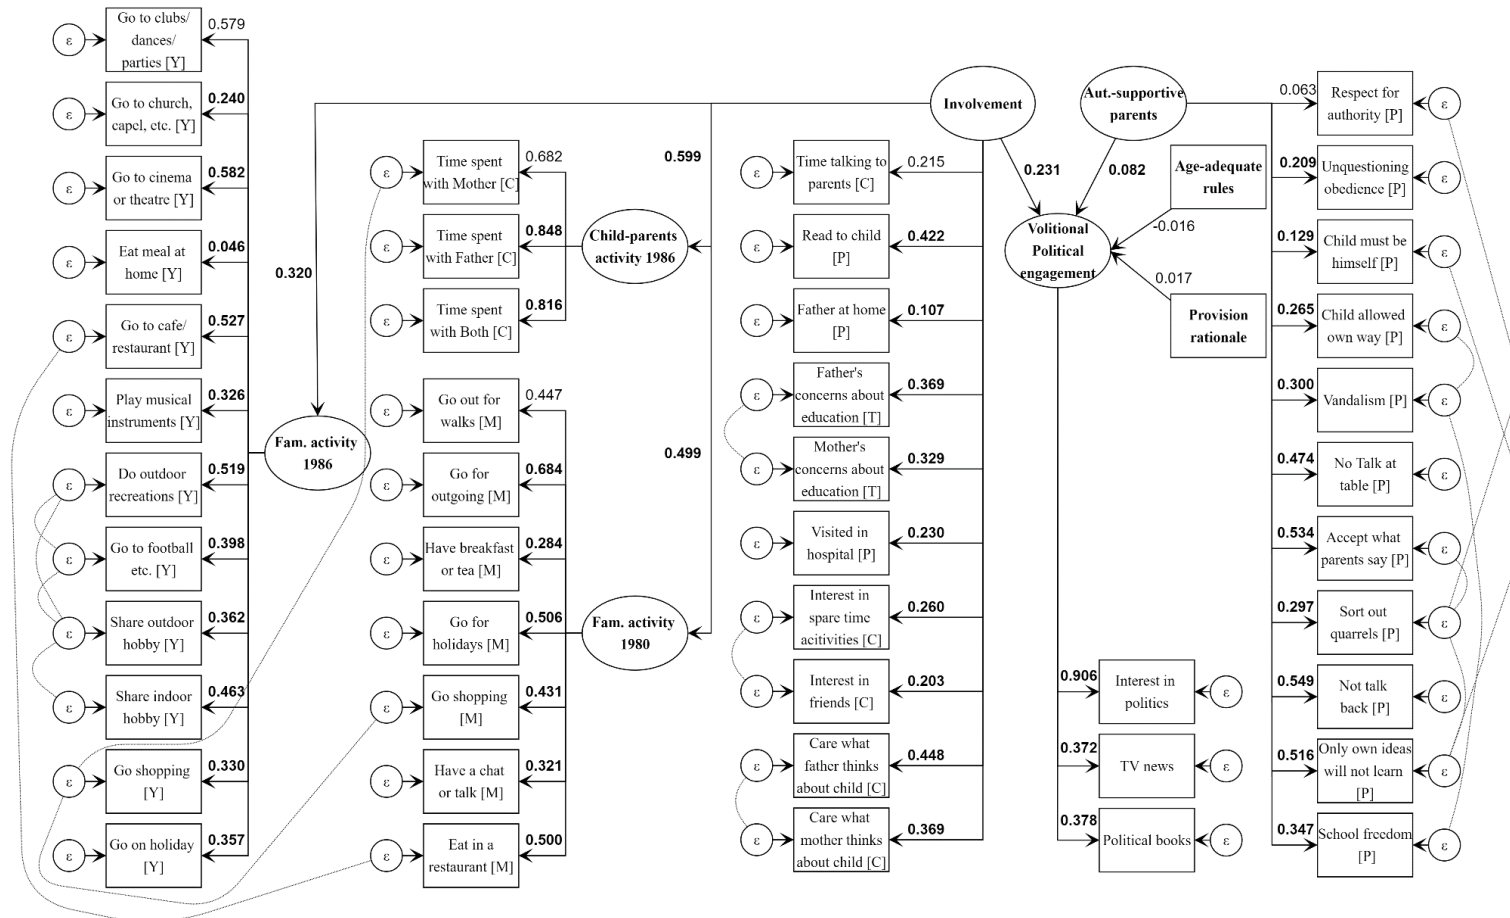 Go to clubs/
dances/
parties [Y]
0.579
ε
Go to church,
capel, etc. [Y]
0.240
ε
Go to cinema
or theatre [Y]
0.582
ε
Eat meal at
home [Y]
0.046
ε
Go to cafe/
restaurant [Y]
0.527
ε
Play musical
instruments [Y]
0.326
ε
Do outdoor
recreations [Y]
0.519
ε
Go to football
etc. [Y]
0.398
ε
Share outdoor
hobby [Y]
0.362
ε
Share indoor
hobby [Y]
0.463
ε
Go shopping
[Y]
0.330
ε
Go on holiday
[Y]
0.357
ε
0.320
Fam. activity
1986
Time spent
with Mother [C]
0.682
ε
Time spent
with Father [C]
0.848
ε
Time spent
with Both [C]
0.816
ε
Go out for
walks [M]
0.447
ε
Go for
outgoing [M]
0.684
ε
Have breakfast
or tea [M]
0.284
ε
Go for
holidays [M]
0.506
ε
Go shopping
[M]
0.431
ε
Have a chat
or talk [M]
0.321
ε
Eat in a
restaurant [M]
0.500
ε
0.599
Child-parents
activity 1986
0.499
Fam. activity
1980
Involvement
Time talking to
parents [C]
0.215
ε
Read to child
[P]
0.422
ε
Father at home
[P]
0.107
ε
Father's
concerns about
education [T]
0.369
ε
Mother's
concerns about
education [T]
0.329
ε
Visited in
hospital [P]
0.230
ε
Interest in
spare time
acitivities [C]
0.260
ε
Interest in
friends [C]
0.203
ε
Care what
father thinks
about child [C]
0.448
ε
Care what
mother thinks
about child [C]
0.369
ε
Aut.-supportive
parents
0.231
0.082
Age-adequate
rules
-0.016
Volitional
Political
engagement
0.017
Provision
rationale
0.906
Interest in
politics
ε
0.372
TV news
ε
0.378
Political books
ε
0.063
Respect for
authority [P]
ε
0.209
Unquestioning
obedience [P]
ε
0.129
Child must be
himself [P]
ε
0.265
Child allowed
own way [P]
ε
0.300
Vandalism [P]
ε
0.474
No Talk at
table [P]
ε
0.534
Accept what
parents say [P]
ε
0.297
Sort out
quarrels [P]
ε
0.549
Not talk
back [P]
ε
0.516
Only own ideas
will not learn
[P]
ε
0.347
School freedom
[P]
ε